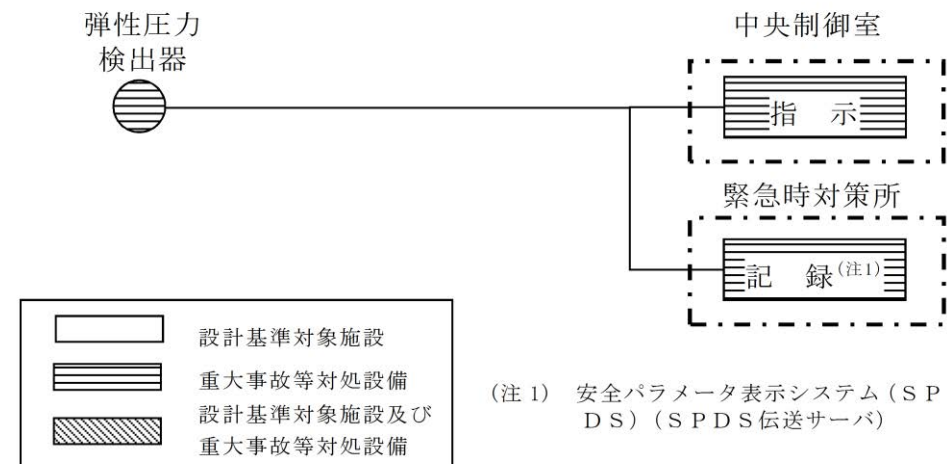 弾性圧力
検出器
中央制御室
指 示
緊急時対策所
記 録(注1)
設計基準対象施設
重大事故等対処設備
設計基準対象施設及び
重大事故等対処設備
(注 1) 安全パラメータ表示システム(SP
DS)(SPDS伝送サーバ)